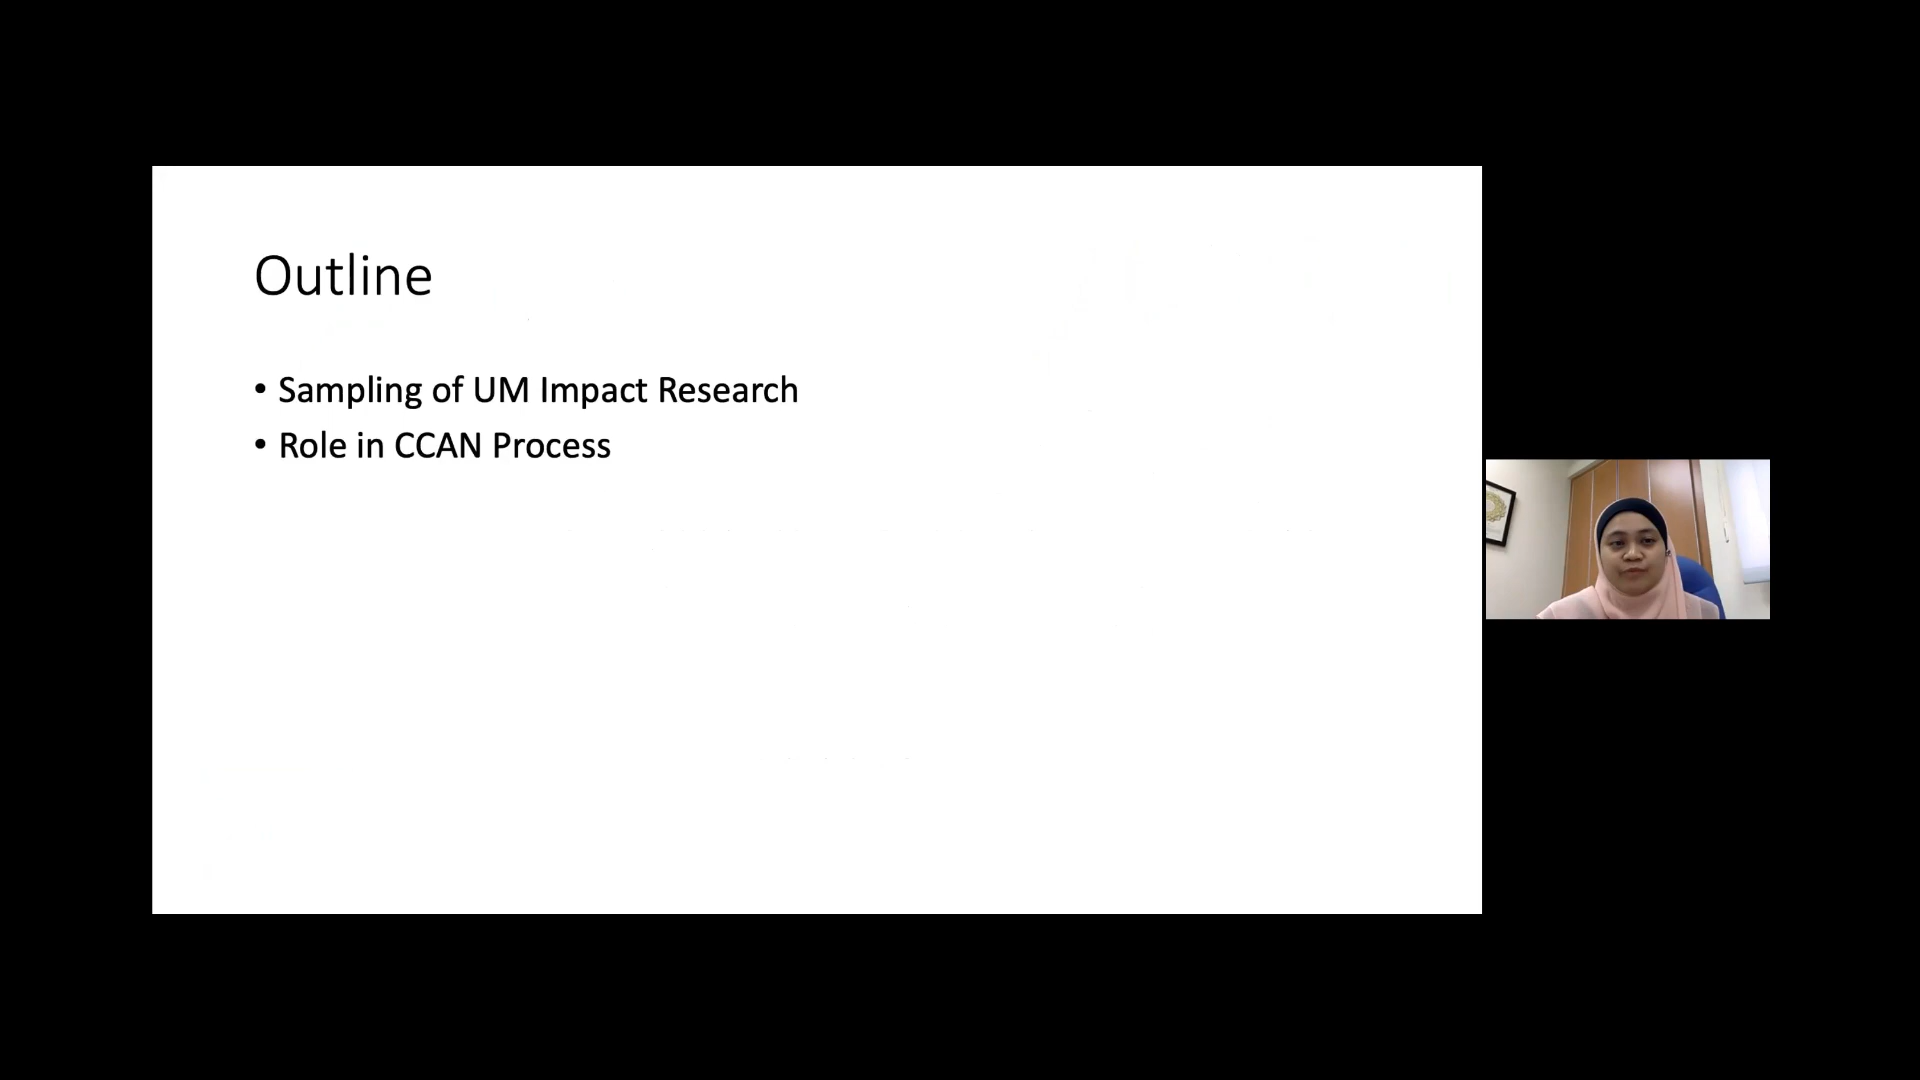 Outline
• Sampling of UM Impact Research
• Role in CCAN Process